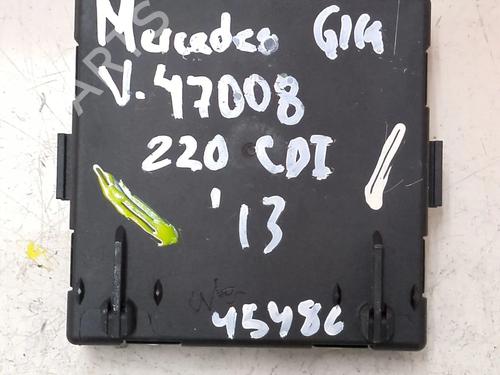 Mercedes GLK
V.47008
220 CDI
'13
45486